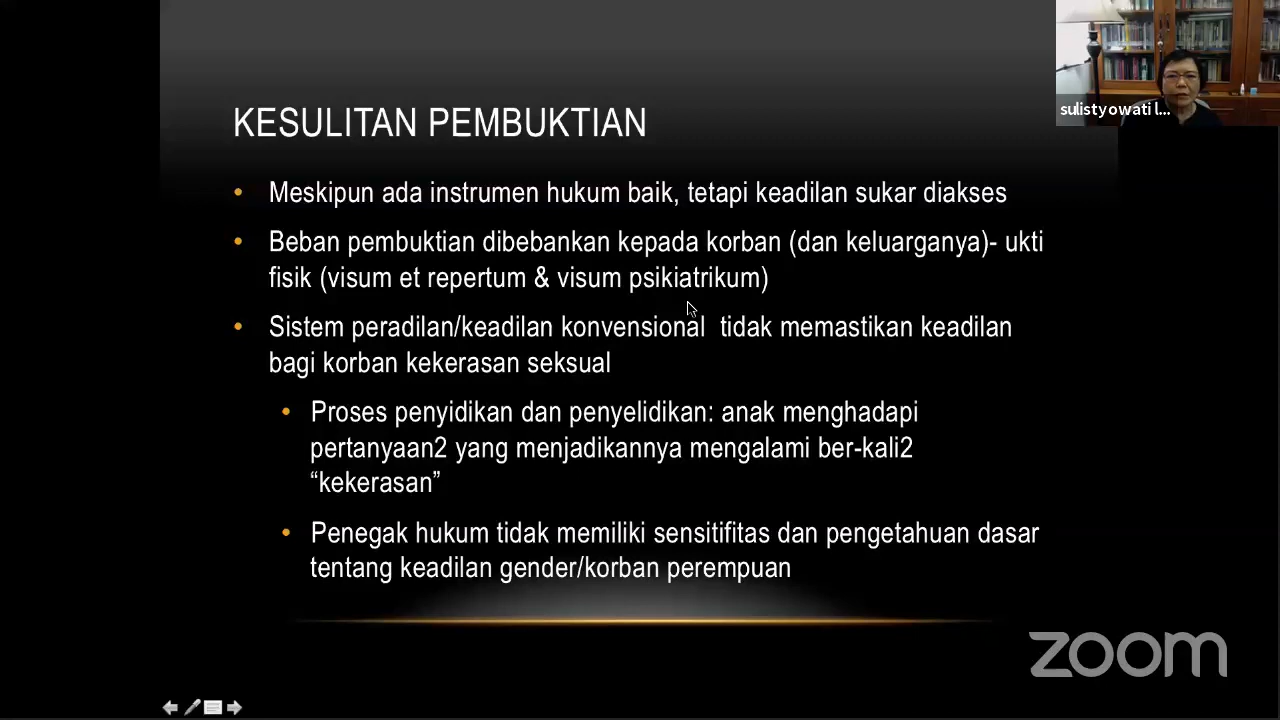 KESULITAN PEMBUKTIAN
sulistyowati l...
• Meskipun ada instrumen hukum baik, tetapi keadilan sukar diakses
• Beban pembuktian dibebankan kepada korban (dan keluarganya)- ukti
fisik (visum et repertum & visum psikiatrikum)
• Sistem peradilan/keadilan konvensional  tidak memastikan keadilan
bagi korban kekerasan seksual
• Proses penyidikan dan penyelidikan: anak menghadapi
pertanyaan2 yang menjadikannya mengalami ber-kali2
“kekerasan”
• Penegak hukum tidak memiliki sensitifitas dan pengetahuan dasar
tentang keadilan gender/korban perempuan
zoom